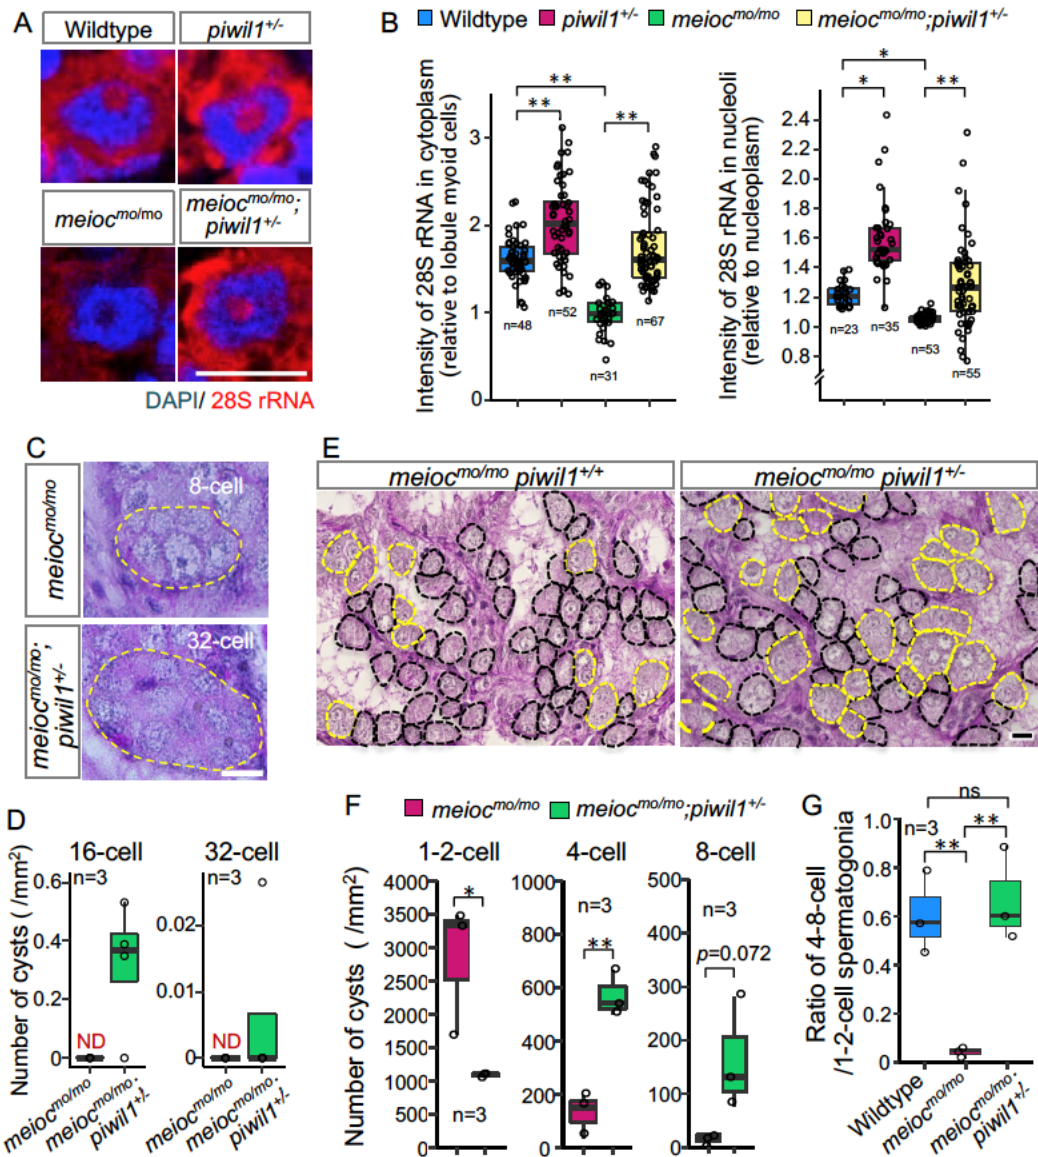 A
Wildtype
piwil1+/-
meiocmo/mo
meiocmo/mo;
piwil1+/-
DAPI/ 28S rRNA
B
Wildtype
piwil1+/-
meiocmo/mo
meiocmo/mo;piwil1+/-
Intensity of 28S rRNA in cytoplasm
(relative to lobule myoid cells)
3
2
1
0
**
**
**
n=48
n=52
n=31
n=67
Intensity of 28S rRNA in nucleoli
(relative to nucleoplasm)
2.4
2.2
2.0
1.8
1.6
1.4
1.2
1.0
0.8
*
*
**
n=23
n=35
n=53
n=55
C
meiocmo/mo
8-cell
meiocmo/mo;
piwil1+/-
32-cell
E
meiocmo/mo piwil1+/+
meiocmo/mo piwil1+/-
D
Number of cysts ( /mm2)
16-cell
n=3
0.6
0.4
0.2
0
ND
meiocmo/mo
meiocmo/mo;
piwil1+/-
32-cell
n=3
0.02
0.01
0
ND
meiocmo/mo
meiocmo/mo;
piwil1+/-
F
meiocmo/mo
meiocmo/mo;piwil1+/-
Number of cysts ( /mm2)
1-2-cell
4000
3500
3000
2500
2000
1500
1000
500
0
*
n=3
4-cell
1000
800
600
400
200
0
n=3
**
8-cell
500
400
300
200
100
0
n=3
p=0.072
G
Ratio of 4-8-cell
/1-2-cell spermatogonia
1.0
0.8
0.6
0.4
0.2
0
n=3
ns
**
**
Wildtype
meiocmo/mo
meiocmo/mo;
piwil1+/-